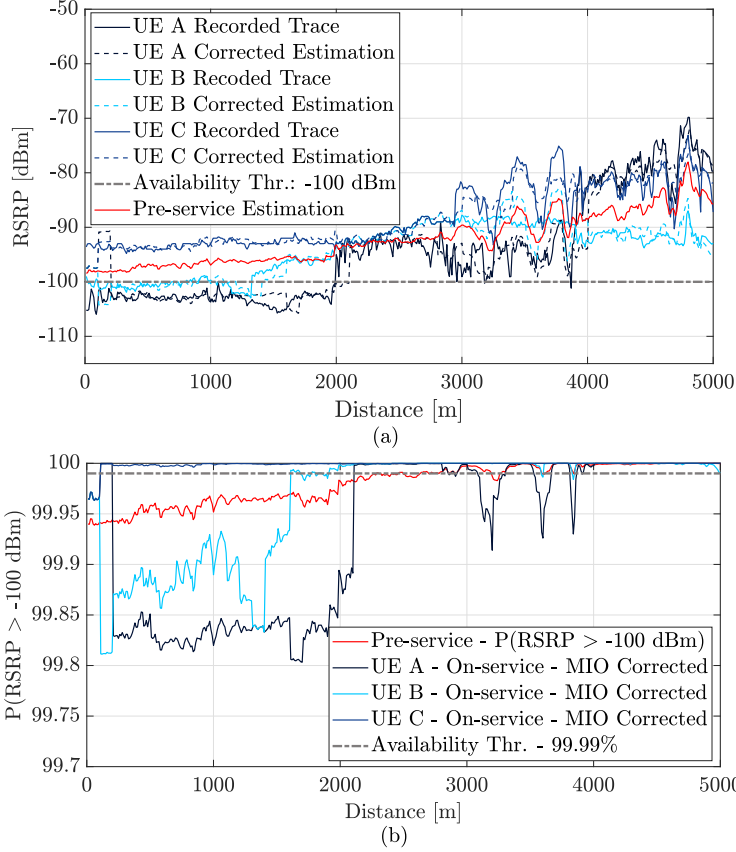 -50
-60
-70
-80
-90
-100
-110
RSRP [dBm]
UE A Recorded Trace
UE A Corrected Estimation
UE B Recoded Trace
UE B Corrected Estimation
UE C Recorded Trace
UE C Corrected Estimation
Availability Thr.: -100 dBm
Pre-service Estimation
0 1000 2000 3000 4000 5000
Distance [m]
(a)
100
99.95
99.9
99.85
99.8
99.75
99.7
P(RSRP > -100 dBm)
Pre-service - P(RSRP > -100 dBm)
UE A - On-service - MIO Corrected
UE B - On-service - MIO Corrected
UE C - On-service - MIO Corrected
Availability Thr. - 99.99%
0 1000 2000 3000 4000 5000
Distance [m]
(b)